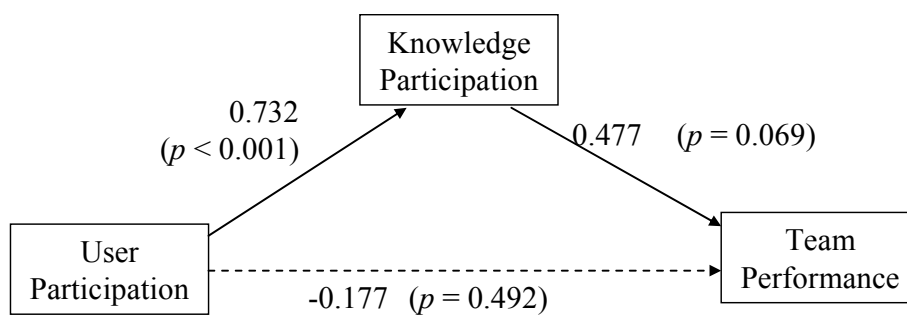 Knowledge
Participation
0.732
(p < 0.001)
0.477 (p = 0.069)
User
Participation
Team
Performance
-0.177 (p = 0.492)